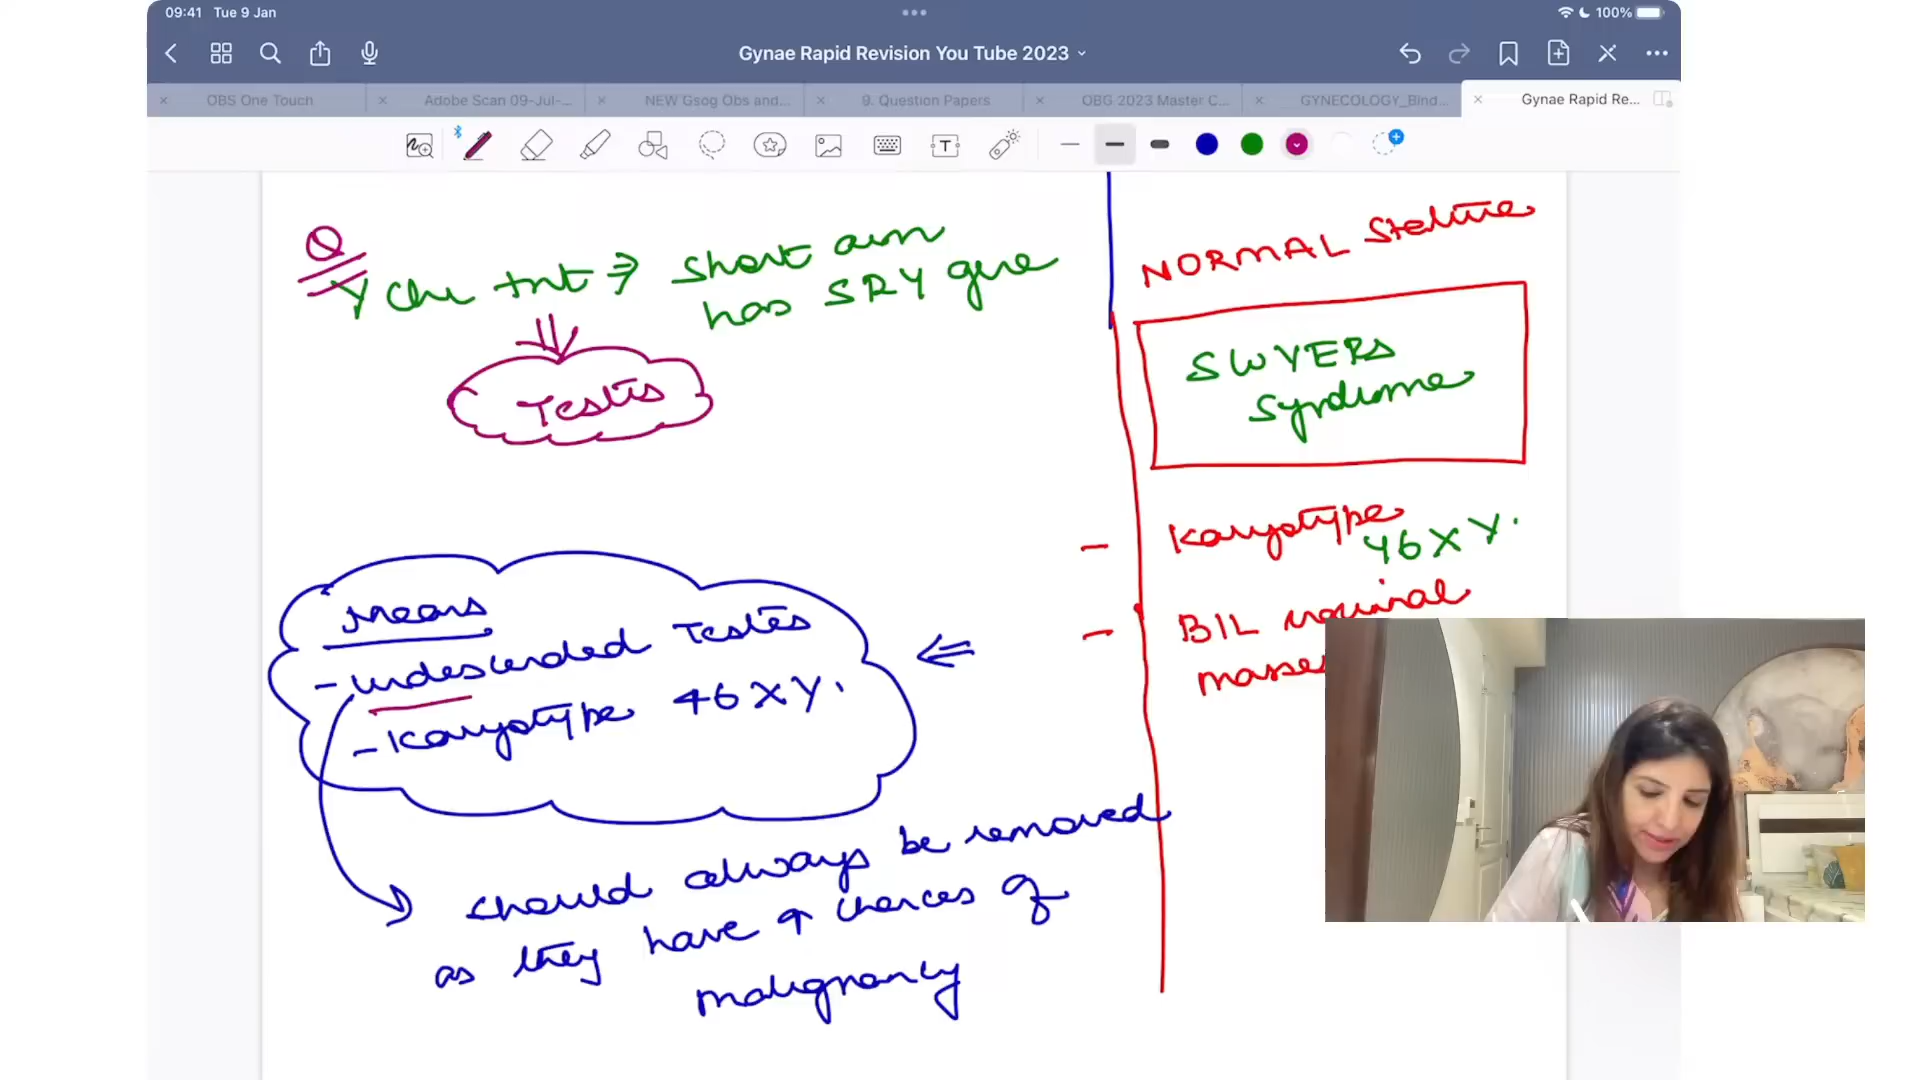 09:41 Tue 9 Jan
100%
Gynae Rapid Revision You Tube 2023
OBS One Touch
Adobe Scan 09-Jul-...
NEW Gsog Obs and...
9. Question Papers
OBG 2023 Master C...
GYNECOLOGY_Bind...
Gynae Rapid Re...
Q
Y Chr tnt ⇒ short arm
has SRY gene
Testis
Means
- undescended Testes
- Karyotype 46XY.
should always be removed
as they have ↑ chances of
malignancy
NORMAL Stature
SWYERS
Syndrome
- Karyotype 46XY.
- BIL inguinal
masses